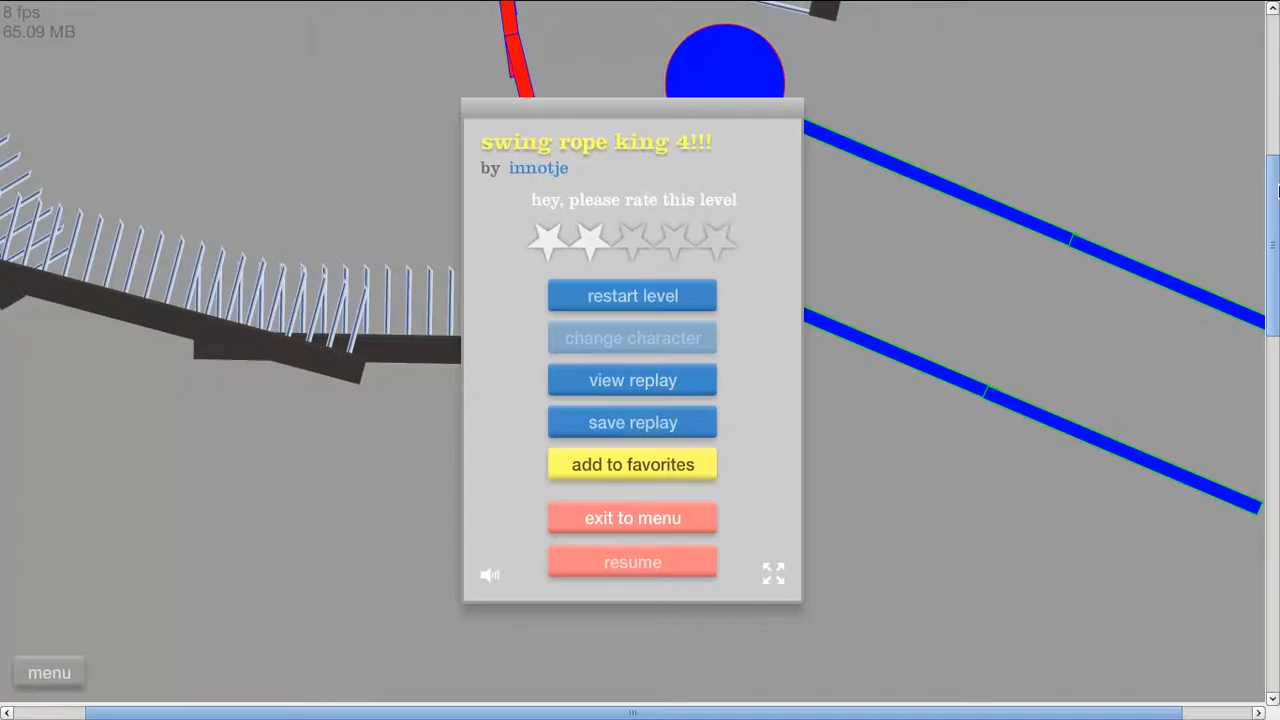 8 fps
65.09 MB
swing rope king 4!!!
by innotje
hey, please rate this level
restart level
change character
view replay
save replay
add to favorites
exit to menu
resume
menu